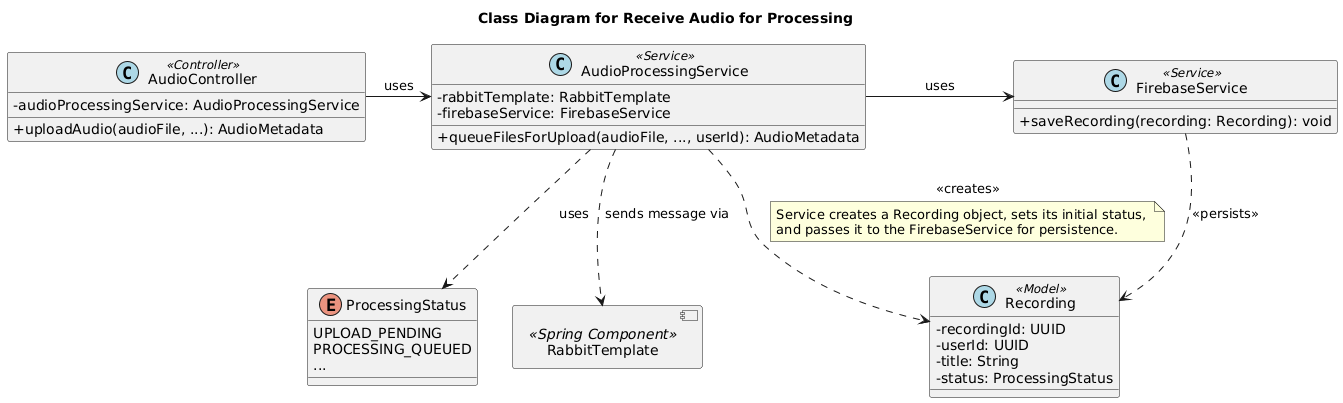 Class Diagram for Receive Audio for Processing
«Controller»
C
AudioController
-audioProcessingService: AudioProcessingService
+uploadAudio(audioFile, ...): AudioMetadata
uses
«Service»
C
AudioProcessingService
-rabbitTemplate: RabbitTemplate
-firebaseService: FirebaseService
+queueFilesForUpload(audioFile, ..., userId): AudioMetadata
uses
«Service»
C
FirebaseService
+saveRecording(recording: Recording): void
uses
sends message via
«creates»
Service creates a Recording object, sets its initial status,
and passes it to the FirebaseService for persistence.
«persists»
E
ProcessingStatus
UPLOAD_PENDING
PROCESSING_QUEUED
...
«Spring Component»
RabbitTemplate
«Model»
C
Recording
-recordingId: UUID
-userId: UUID
-title: String
-status: ProcessingStatus